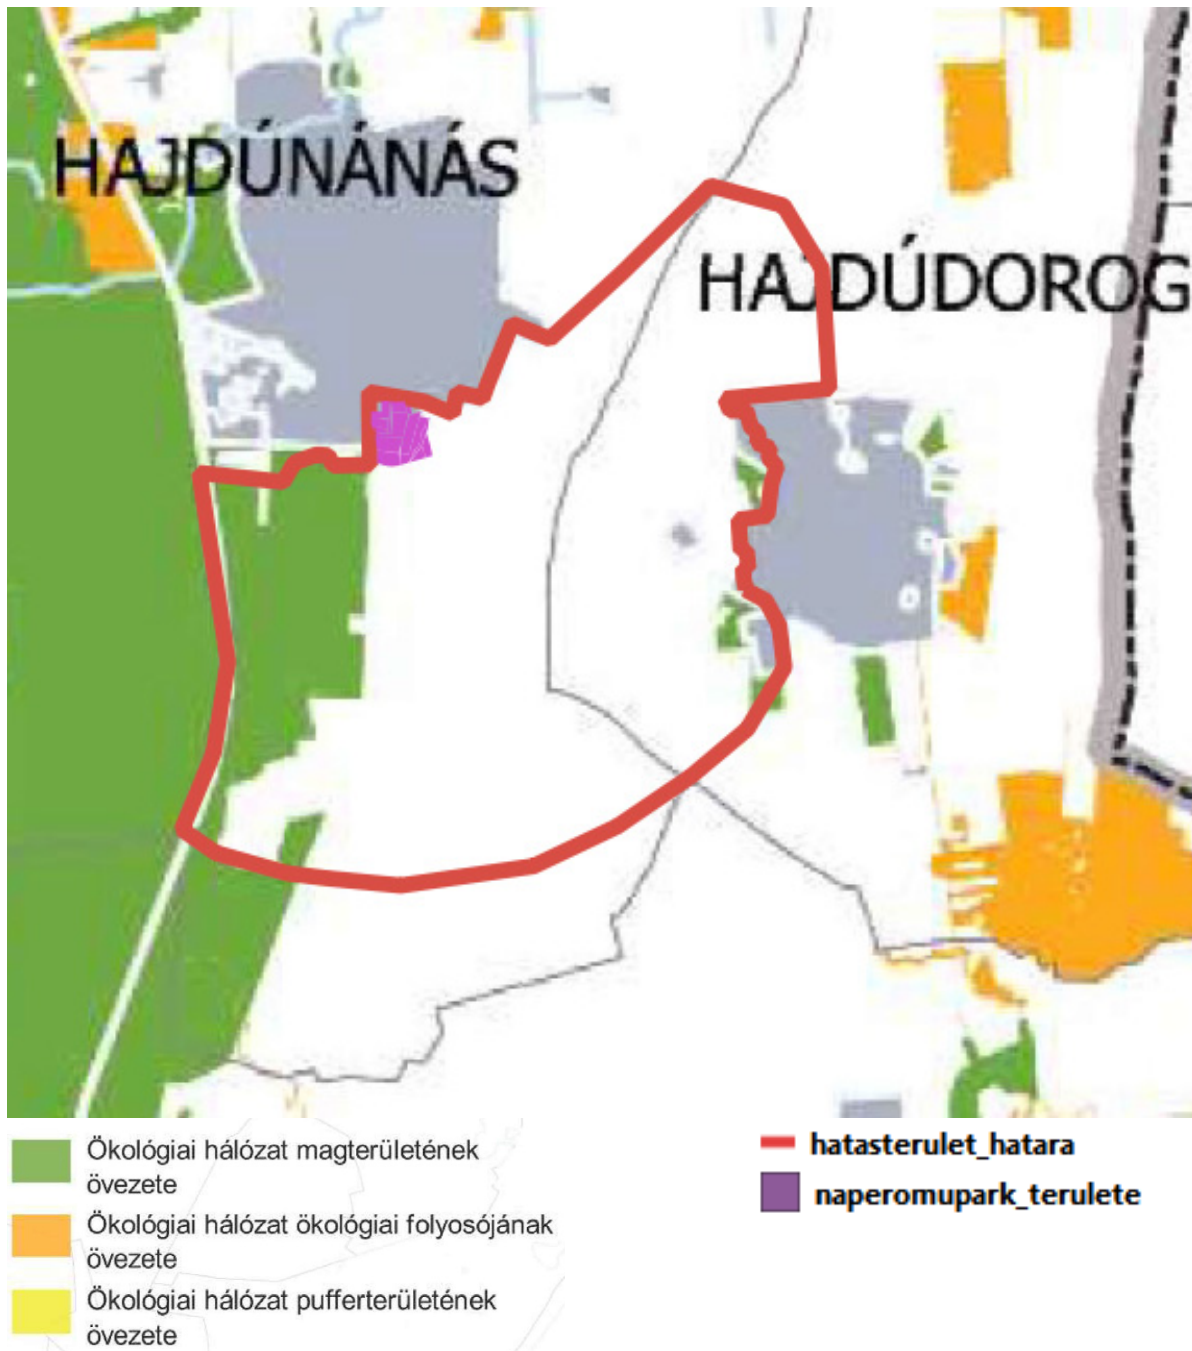 HAJDÚNÁNÁS
HAJDÚDOROG
Ökológiai hálózat magterületének
övezete
Ökológiai hálózat ökológiai folyosójának
övezete
Ökológiai hálózat pufferterületének
övezete
hatasterulet_hatara
naperomupark_terulete